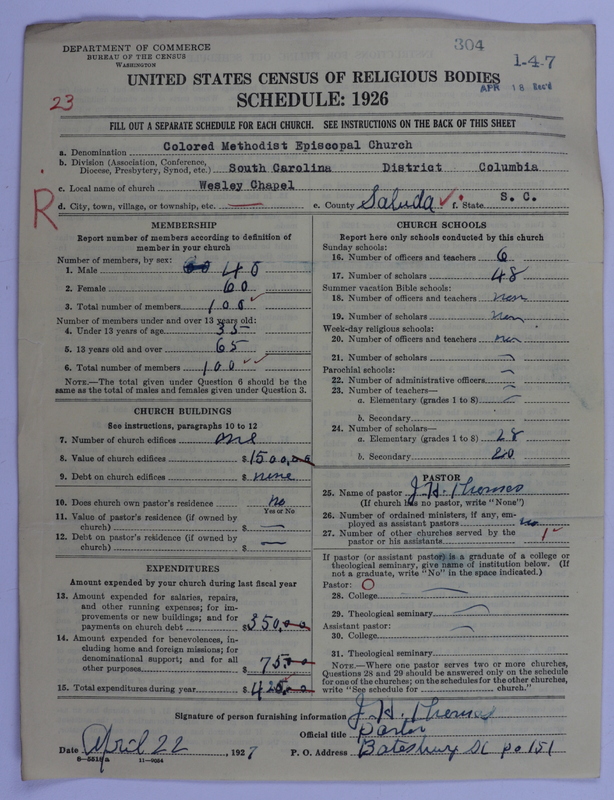 DEPARTMENT OF COMMERCE
BUREAU OF THE CENSUS
WASHINGTON
304
1-4-7
UNITED STATES CENSUS OF RELIGIOUS BODIES
APR 18 Rec'd
23
SCHEDULE: 1926
FILL OUT A SEPARATE SCHEDULE FOR EACH CHURCH. SEE INSTRUCTIONS ON THE BACK OF THIS SHEET
a. Denomination Colored Methodist Episcopal Church
b. Division (Association, Conference, Diocese, Presbytery, Synod, etc.) South Carolina District Columbia
c. Local name of church Wesley Chapel
R
d. City, town, village, or township, etc. — e. County Saluda f. State S. C.
MEMBERSHIP
Report number of members according to definition of
member in your church
Number of members, by sex:
1. Male 40
2. Female 60
3. Total number of members 100
Number of members under and over 13 years old:
4. Under 13 years of age 35
5. 13 years old and over 65
6. Total number of members 100
NOTE.—The total given under Question 6 should be the
same as the total of males and females given under Question 3.
CHURCH BUILDINGS
See instructions, paragraphs 10 to 12
7. Number of church edifices one
8. Value of church edifices $1500,00
9. Debt on church edifices $ none
10. Does church own pastor's residence no
Yes or No
11. Value of pastor's residence (if owned by
church) $ —
12. Debt on pastor's residence (if owned by
church) $ —
EXPENDITURES
Amount expended by your church during last fiscal year
13. Amount expended for salaries, repairs,
and other running expenses; for im-
provements or new buildings; and for
payments on church debt $350,00
14. Amount expended for benevolences, in-
cluding home and foreign missions; for
denominational support; and for all
other purposes $ 75 00
15. Total expenditures during year $425.00
CHURCH SCHOOLS
Report here only schools conducted by this church
Sunday schools:
16. Number of officers and teachers 6
17. Number of scholars 48
Summer vacation Bible schools:
18. Number of officers and teachers non
19. Number of scholars non
Week-day religious schools:
20. Number of officers and teachers non
21. Number of scholars —
Parochial schools:
22. Number of administrative officers —
23. Number of teachers—
a. Elementary (grades 1 to 8) —
b. Secondary
24. Number of scholars—
a. Elementary (grades 1 to 8) 28
b. Secondary 20
PASTOR
25. Name of pastor J. H. Thomas
(If church has no pastor, write "None")
26. Number of ordained ministers, if any, em-
ployed as assistant pastors no
27. Number of other churches served by the
pastor or his assistants 1
If pastor (or assistant pastor) is a graduate of a college or
theological seminary, give name of institution below. (If
not a graduate, write "No" in the space indicated.)
Pastor: O
28. College —
29. Theological seminary —
Assistant pastor:
30. College —
31. Theological seminary
NOTE.—Where one pastor serves two or more churches,
Questions 28 and 29 should be answered only on the schedule
for one of the churches; on the schedules for the other churches,
write "See schedule for church."
Signature of person furnishing information J. H. Thomas
Official title Pastor
Date April 22, 1927 P. O. Address Batesburg SC po 151
8—5518a 11—9054